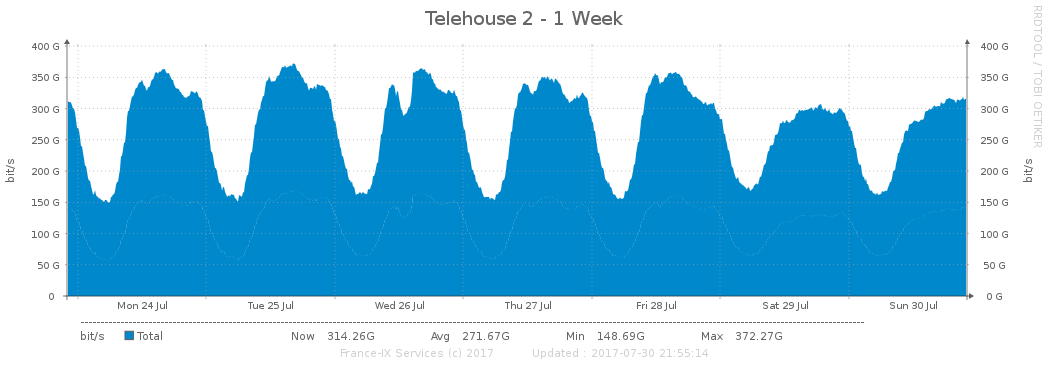 Telehouse 2 - 1 Week
RRDTOOL / TOBI OETIKER
400 G 400 G
350 G 350 G
300 G 300 G
250 G 250 G
200 G 200 G
150 G 150 G
100 G 100 G
50 G 50 G
0 0 G
bit/s bit/s
Mon 24 Jul Tue 25 Jul Wed 26 Jul Thu 27 Jul Fri 28 Jul Sat 29 Jul Sun 30 Jul
bit/s Total Now 314.26G Avg 271.67G Min 148.69G Max 372.27G
France-IX Services (c) 2017 Updated : 2017-07-30 21:55:14